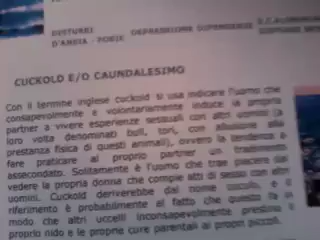 DISTURBI
D'ANSIA - FOBIE DEPRESSIONE
CUCKOLD E/O CAUNDALESIMO
Con il termine inglese cuckold si usa indicare l'uomo che
consapevolmente e volontariamente induce la propria
partner a vivere esperienze sessuali con altri uomini (a
loro volta denominati bull, tori, con allusione alla
prestanza fisica di questi animali), ovvero la tendenza a
fare praticare al proprio partner un tradimento
assecondato. Solitamente è l'uomo che trae piacere dal
vedere la propria donna che compie atti di sesso con altri
uomini. Cuckold deriverebbe dal nome cuculo, e il
riferimento è probabilmente al fatto che questo fa in
modo che altri uccelli inconsapevolmente prestino il
proprio nido e le proprie cure parentali ai propri piccoli.